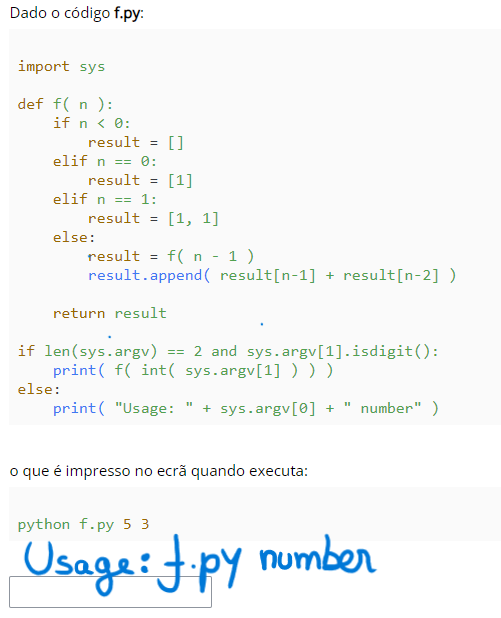 Dado o código f.py:
import sys
def f( n ):
    if n < 0:
        result = []
    elif n == 0:
        result = [1]
    elif n == 1:
        result = [1, 1]
    else:
        result = f( n - 1 )
        result.append( result[n-1] + result[n-2] )
    return result
if len(sys.argv) == 2 and sys.argv[1].isdigit():
    print( f( int( sys.argv[1] ) ) )
else:
    print( "Usage: " + sys.argv[0] + " number" )
o que é impresso no ecrã quando executa:
python f.py 5 3
Usage: f.py number